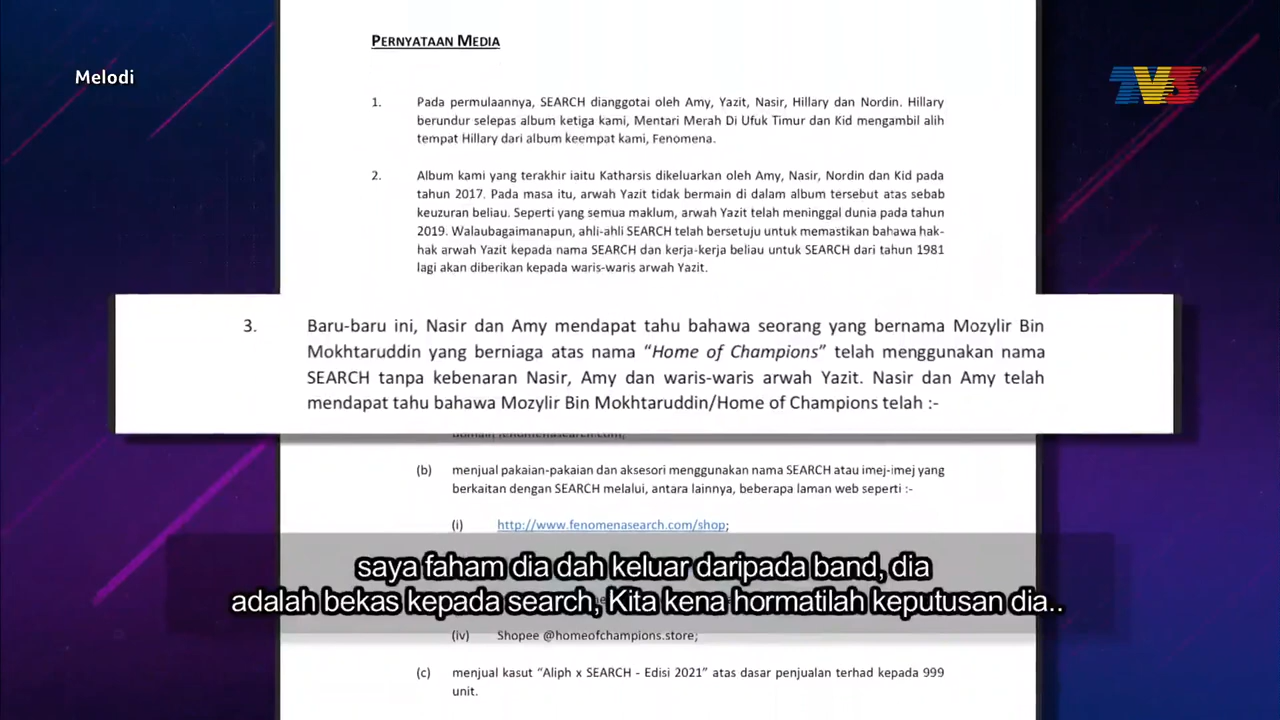 PERNYATAAN MEDIA
Melodi
TV3
1. Pada permulaannya, SEARCH dianggotai oleh Amy, Yazit, Nasir, Hillary dan Nordin. Hillary
berundur selepas album ketiga kami, Mentari Merah Di Ufuk Timur dan Kid mengambil alih
tempat Hillary dari album keempat kami, Fenomena.
2. Album kami yang terakhir iaitu Katharsis dikeluarkan oleh Amy, Nasir, Nordin dan Kid pada
tahun 2017. Pada masa itu, arwah Yazit tidak bermain di dalam album tersebut atas sebab
keuzuran beliau. Seperti yang semua maklum, arwah Yazit telah meninggal dunia pada tahun
2019. Walaubagaimanapun, ahli-ahli SEARCH telah bersetuju untuk memastikan bahawa hak-
hak arwah Yazit kepada nama SEARCH dan kerja-kerja beliau untuk SEARCH dari tahun 1981
lagi akan diberikan kepada waris-waris arwah Yazit.
3. Baru-baru ini, Nasir dan Amy mendapat tahu bahawa seorang yang bernama Mozylir Bin
Mokhtaruddin yang berniaga atas nama “Home of Champions” telah menggunakan nama
SEARCH tanpa kebenaran Nasir, Amy dan waris-waris arwah Yazit. Nasir dan Amy telah
mendapat tahu bahawa Mozylir Bin Mokhtaruddin/Home of Champions telah :-
(b) menjual pakaian-pakaian dan aksesori menggunakan nama SEARCH atau imej-imej yang
berkaitan dengan SEARCH melalui, antara lainnya, beberapa laman web seperti :-
(i) http://www.fenomenasearch.com/shop;
saya faham dia dah keluar daripada band, dia
adalah bekas kepada search, Kita kena hormatilah keputusan dia..
(iv) Shopee @homeofchampions.store;
(c) menjual kasut “Aliph x SEARCH - Edisi 2021” atas dasar penjualan terhad kepada 999
unit.